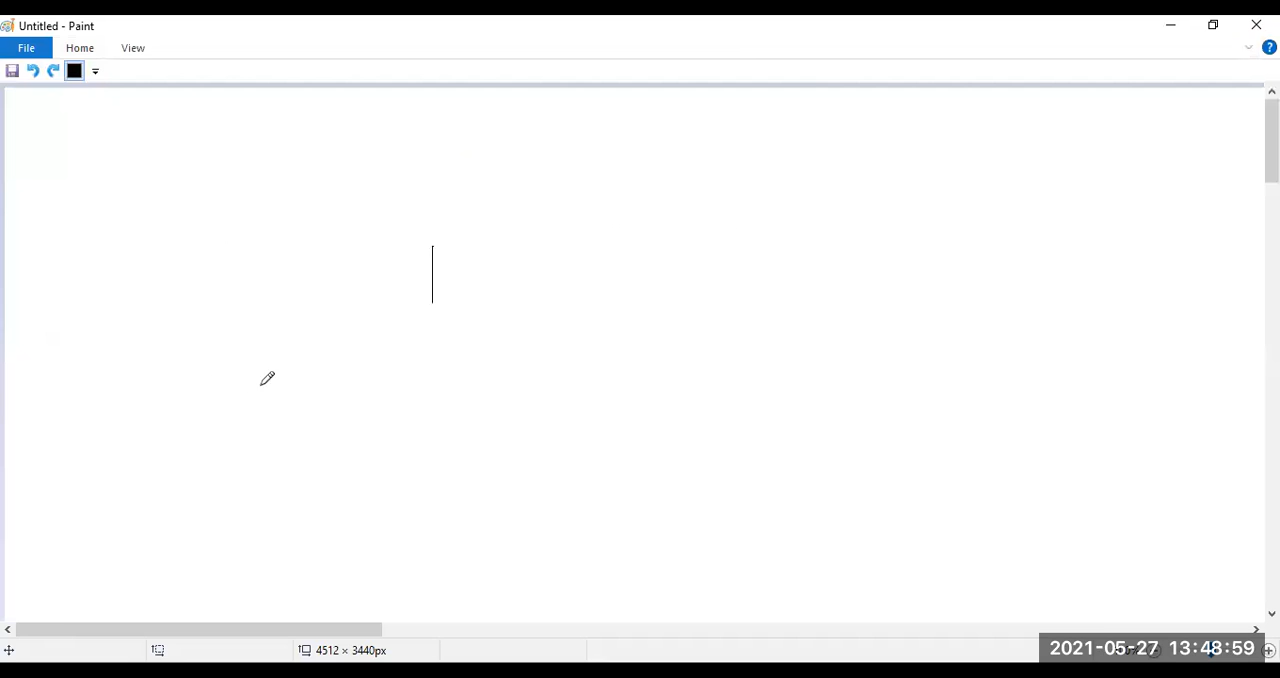 Untitled - Paint
File Home View
4512 × 3440px
2021-05-27 13:48:59